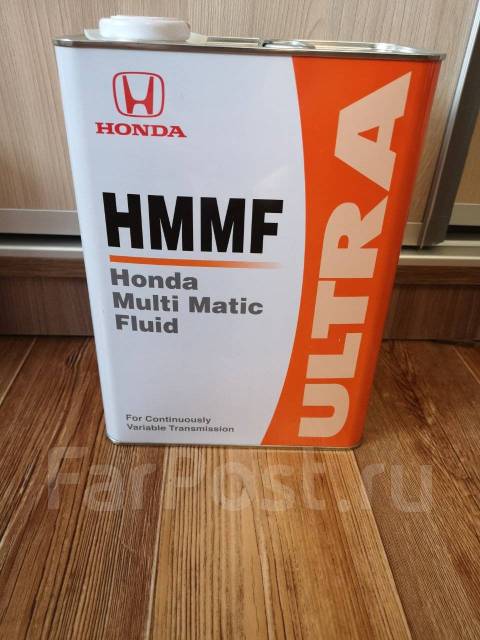 HONDA
HMMF
Honda
Multi Matic
Fluid
For Continuously
Variable Transmission
ULTRA
FarPost.ru